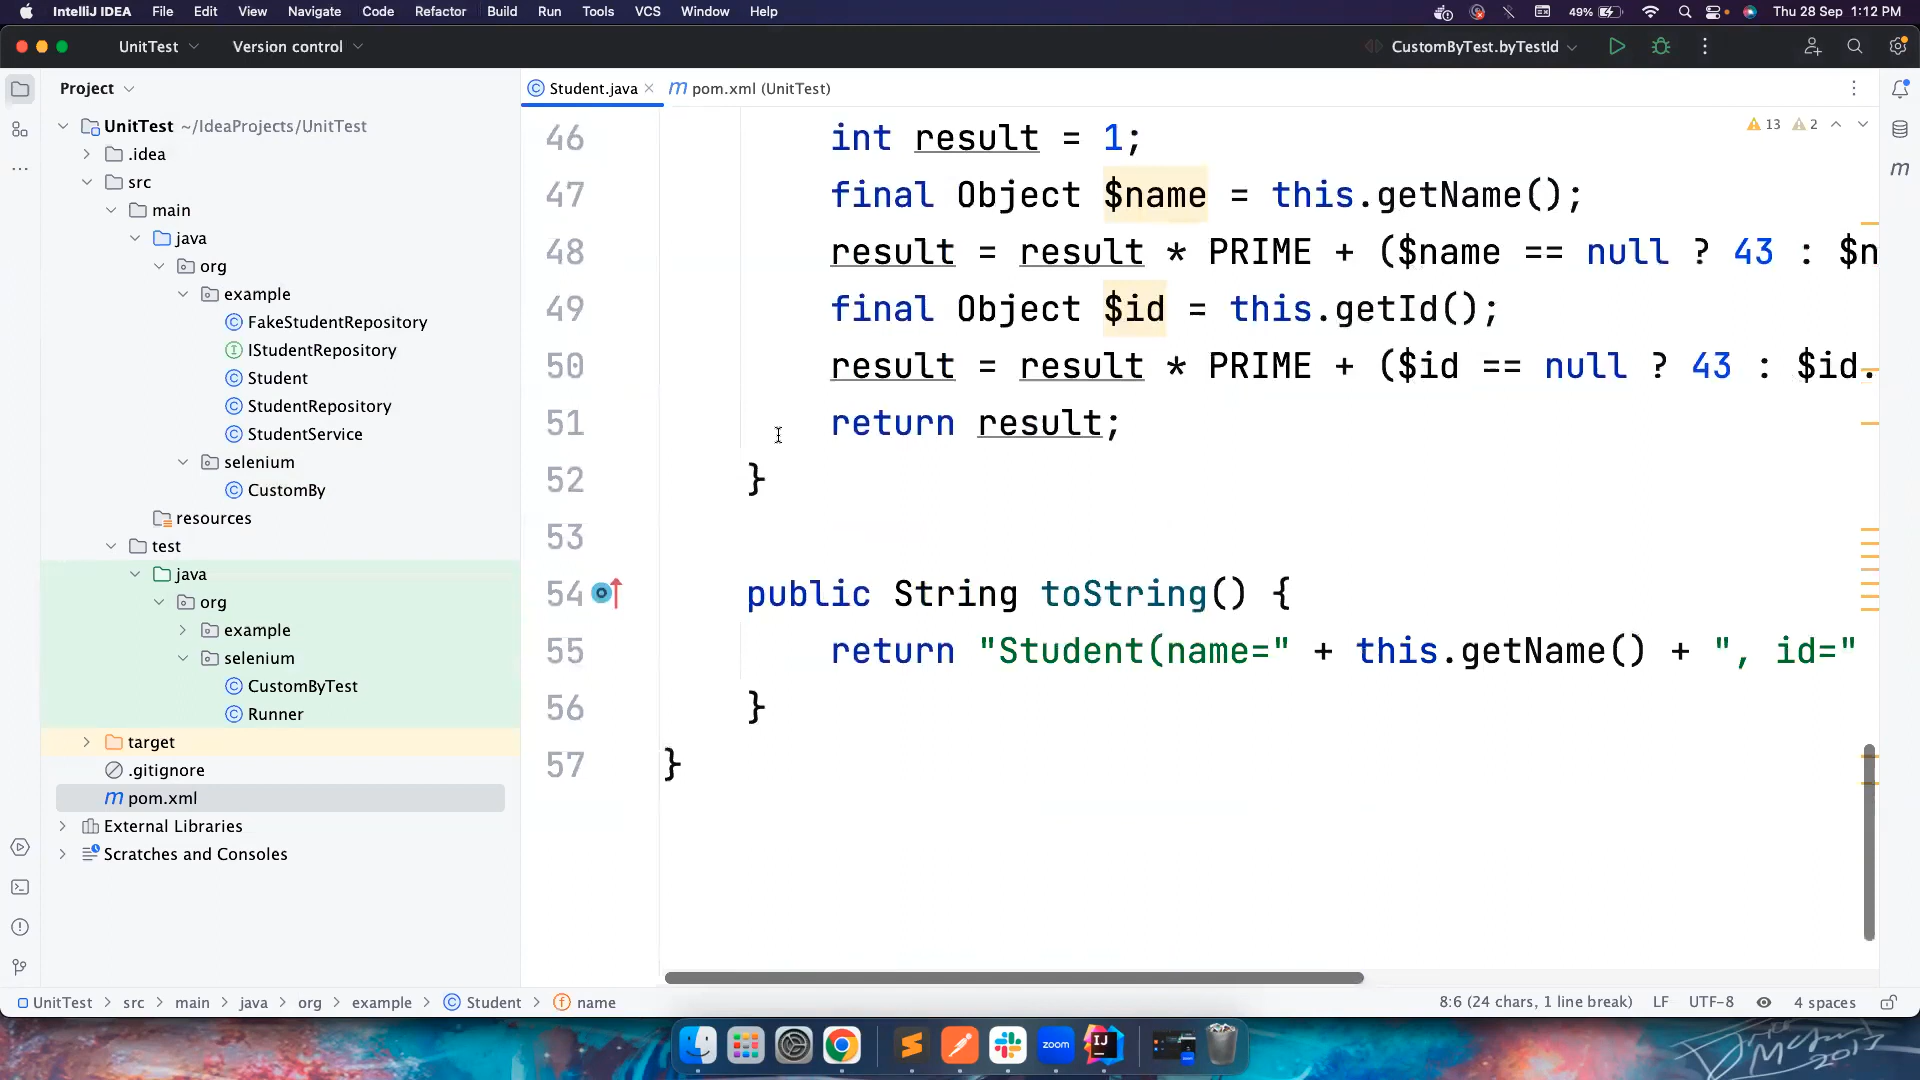 IntelliJ IDEA File Edit View Navigate Code Refactor Build Run Tools VCS Window Help 49% Thu 28 Sep 1:12 PM
UnitTest Version control CustomByTest.byTestId
Project Student.java pom.xml (UnitTest)
UnitTest ~/IdeaProjects/UnitTest
.idea
src
main
java
org
example
FakeStudentRepository
IStudentRepository
Student
StudentRepository
StudentService
selenium
CustomBy
resources
test
java
org
example
selenium
CustomByTest
Runner
target
.gitignore
pom.xml
External Libraries
Scratches and Consoles
13 2
46 int result = 1;
47 final Object $name = this.getName();
48 result = result * PRIME + ($name == null ? 43 : $n
49 final Object $id = this.getId();
50 result = result * PRIME + ($id == null ? 43 : $id.
51 return result;
52 }
53
54 public String toString() {
55 return "Student(name=" + this.getName() + ", id="
56 }
57 }
UnitTest > src > main > java > org > example > Student > name 8:6 (24 chars, 1 line break) LF UTF-8 4 spaces
zoom IJ